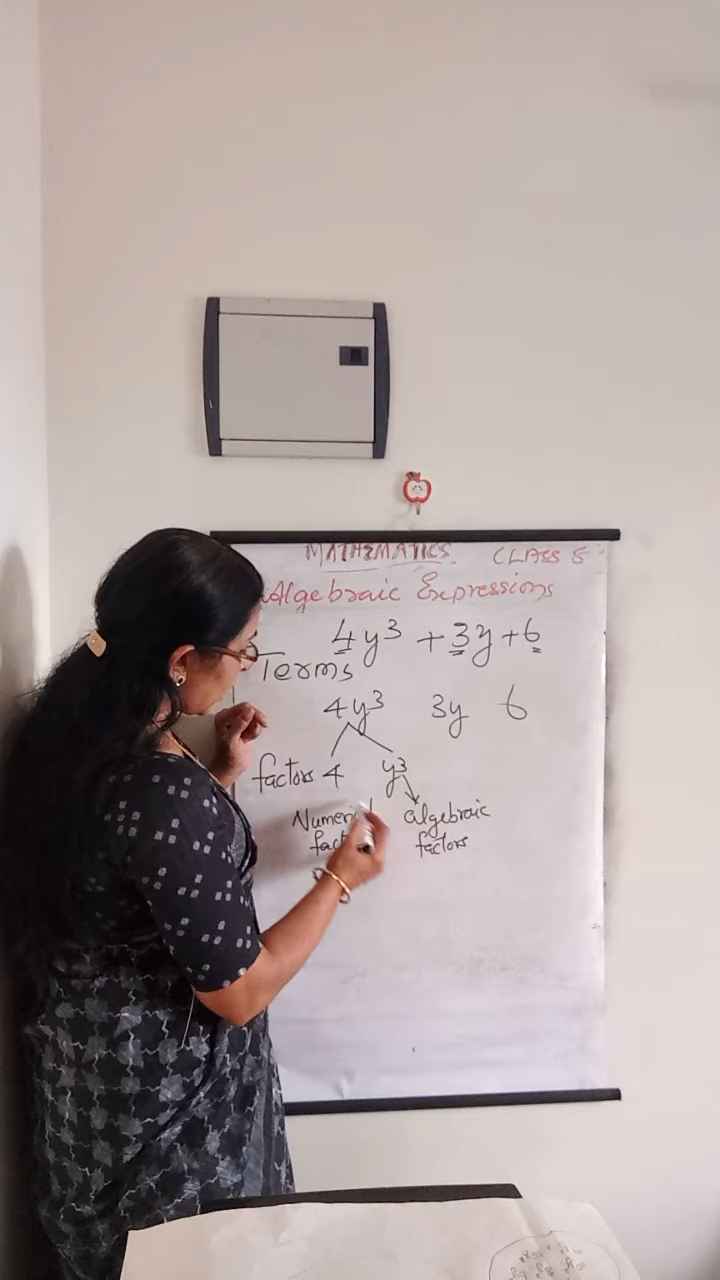 MATHEMATICS CLASS 8
Algebraic Expressions
4y³ + 3y + 6
Terms
4y³ 3y 6
factors 4 y³
algebraic
factors